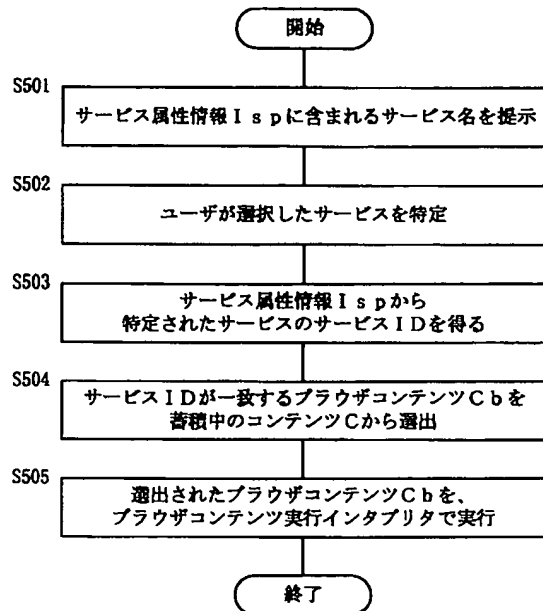 開始
S501
サービス属性情報Ｉｓｐに含まれるサービス名を提示
S502
ユーザが選択したサービスを特定
S503
サービス属性情報Ｉｓｐから
特定されたサービスのサービスＩＤを得る
S504
サービスＩＤが一致するブラウザコンテンツＣｂを
蓄積中のコンテンツＣから選出
S505
選出されたブラウザコンテンツＣｂを、
ブラウザコンテンツ実行インタプリタで実行
終了